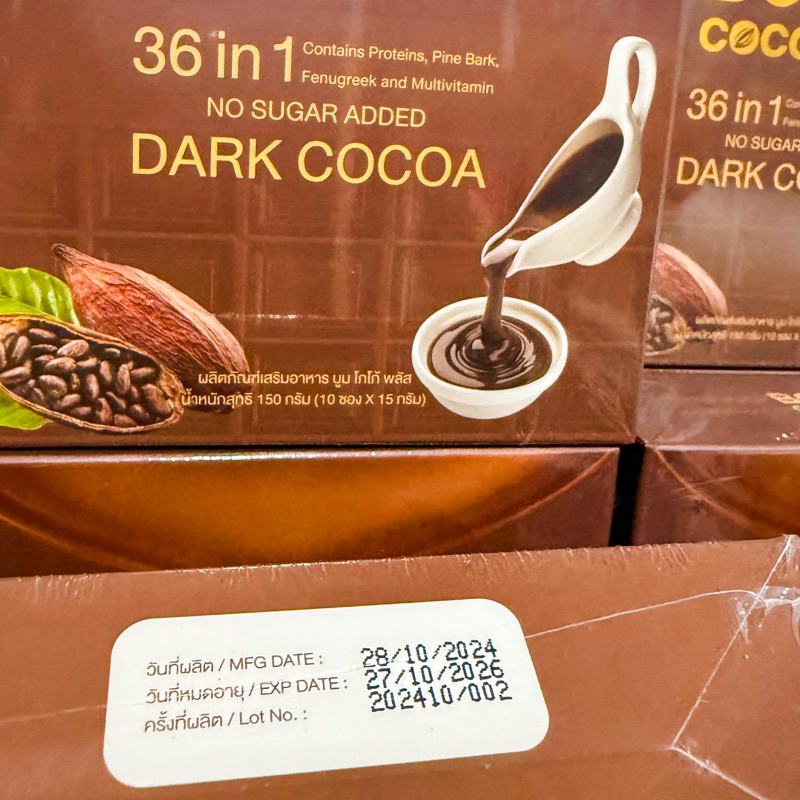 36 in 1 Contains Proteins, Pine Bark,
Fenugreek and Multivitamin
NO SUGAR ADDED
DARK COCOA
ผลิตภัณฑ์เสริมอาหาร บูม โกโก้ พลัส
น้ำหนักสุทธิ 150 กรัม (10 ซอง X 15 กรัม)
36 in 1
NO SUGAR
DARK
วันที่ผลิต / MFG DATE : 28/10/2024
วันที่หมดอายุ / EXP DATE : 27/10/2026
ครั้งที่ผลิต / Lot No. : 202410/002